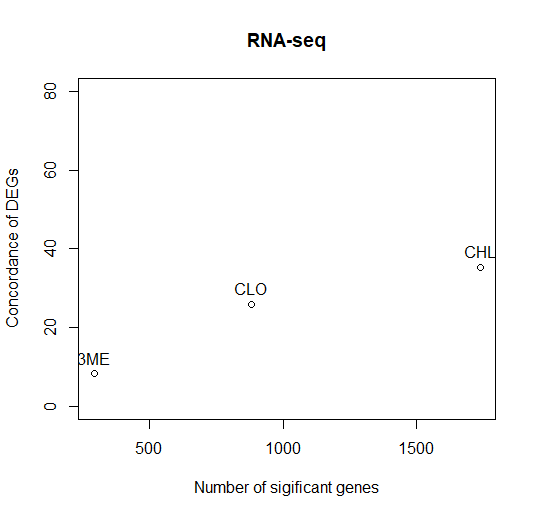 RNA-seq
Concordance of DEGs
80
60
40
20
0
CHL
CLO
3ME
500
1000
1500
Number of sigificant genes